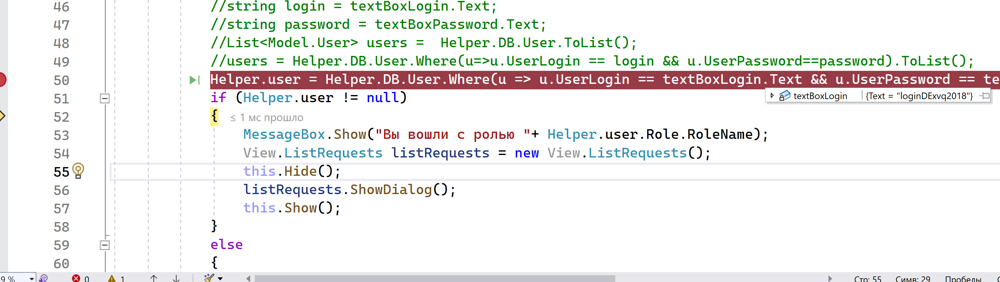 46 //string login = textBoxLogin.Text;
47 //string password = textBoxPassword.Text;
48 //List<Model.User> users =  Helper.DB.User.ToList();
49 //users = Helper.DB.User.Where(u=>u.UserLogin == login && u.UserPassword==password).ToList();
50 Helper.user = Helper.DB.User.Where(u => u.UserLogin == textBoxLogin.Text && u.UserPassword == te
51 if (Helper.user != null)
textBoxLogin {Text = "loginDExvq2018"}
52 { ≤ 1 мс прошло
53 MessageBox.Show("Вы вошли с ролью "+ Helper.user.Role.RoleName);
54 View.ListRequests listRequests = new View.ListRequests();
55 this.Hide();
56 listRequests.ShowDialog();
57 this.Show();
58 }
59 else
60 {
9 % 0 1 Стр: 55 Симв: 29 Пробелы